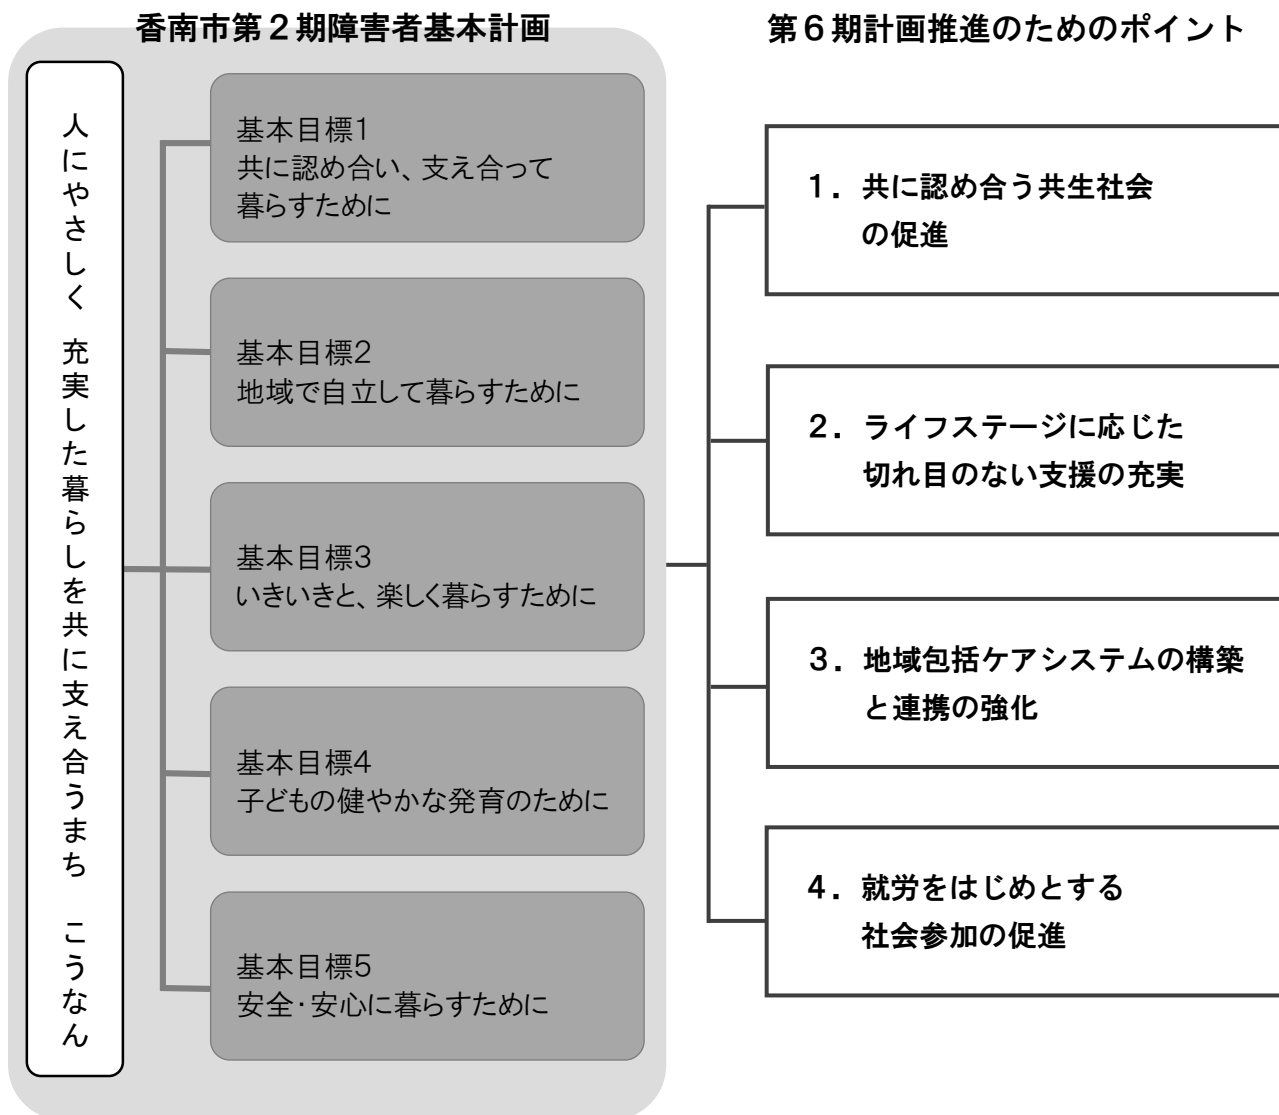 香南市第２期障害者基本計画
人にやさしく　充実した暮らしを共に支え合うまち　こうなん
基本目標1
共に認め合い、支え合って
暮らすために
基本目標2
地域で自立して暮らすために
基本目標3
いきいきと、楽しく暮らすために
基本目標4
子どもの健やかな発育のために
基本目標5
安全・安心に暮らすために
第６期計画推進のためのポイント
１．共に認め合う共生社会
の促進
２．ライフステージに応じた
切れ目のない支援の充実
３．地域包括ケアシステムの構築
と連携の強化
４．就労をはじめとする
社会参加の促進